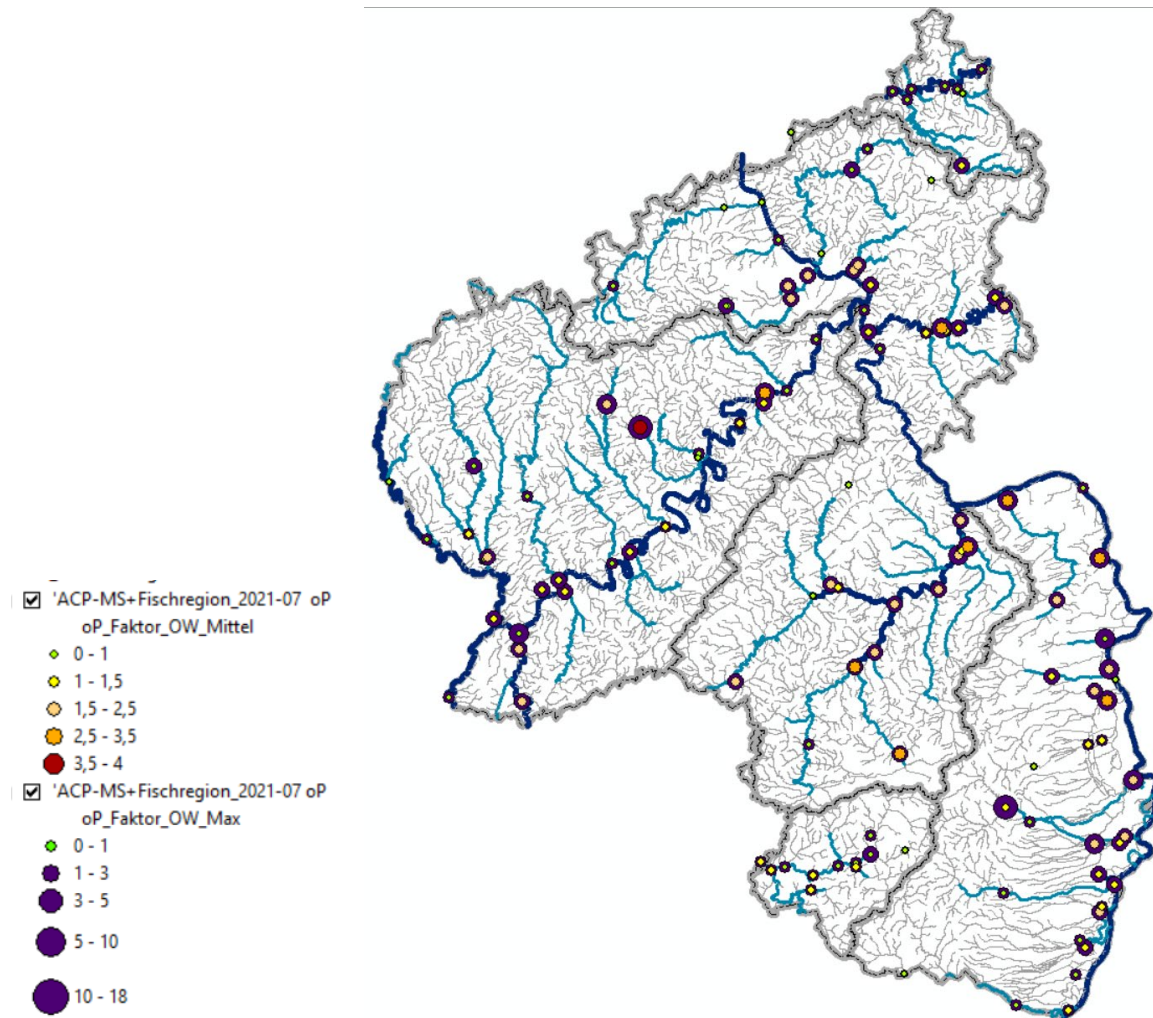 'ACP-MS+Fischregion_2021-07 oP
oP_Faktor_OW_Mittel
0 - 1
1 - 1,5
1,5 - 2,5
2,5 - 3,5
3,5 - 4
'ACP-MS+Fischregion_2021-07 oP
oP_Faktor_OW_Max
0 - 1
1 - 3
3 - 5
5 - 10
10 - 18